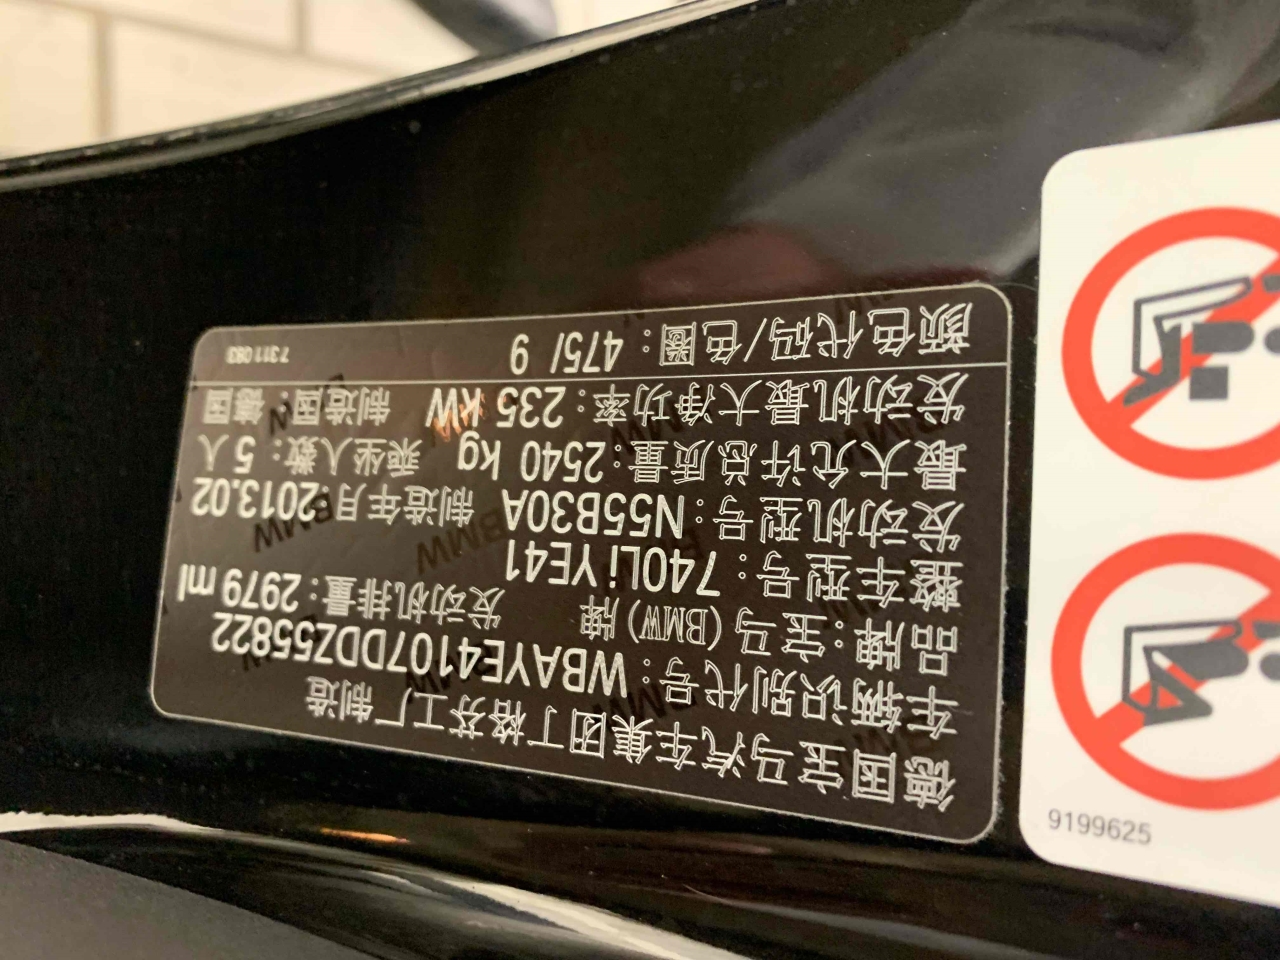 德国宝马汽车集团丁格芬工厂 制造
车辆识别代号：WBAYE4107DDZ55822
品牌：宝马(BMW)牌 发动机排量：2979 ml
整车型号：740Li YE41
发动机型号：N55B30A 制造年月：2013.02
最大允许总质量：2540 kg 乘坐人数：5人
发动机最大净功率：235 kW 制造国：德国
颜色代码/色圈：475/ 9
7 311 083
9199625